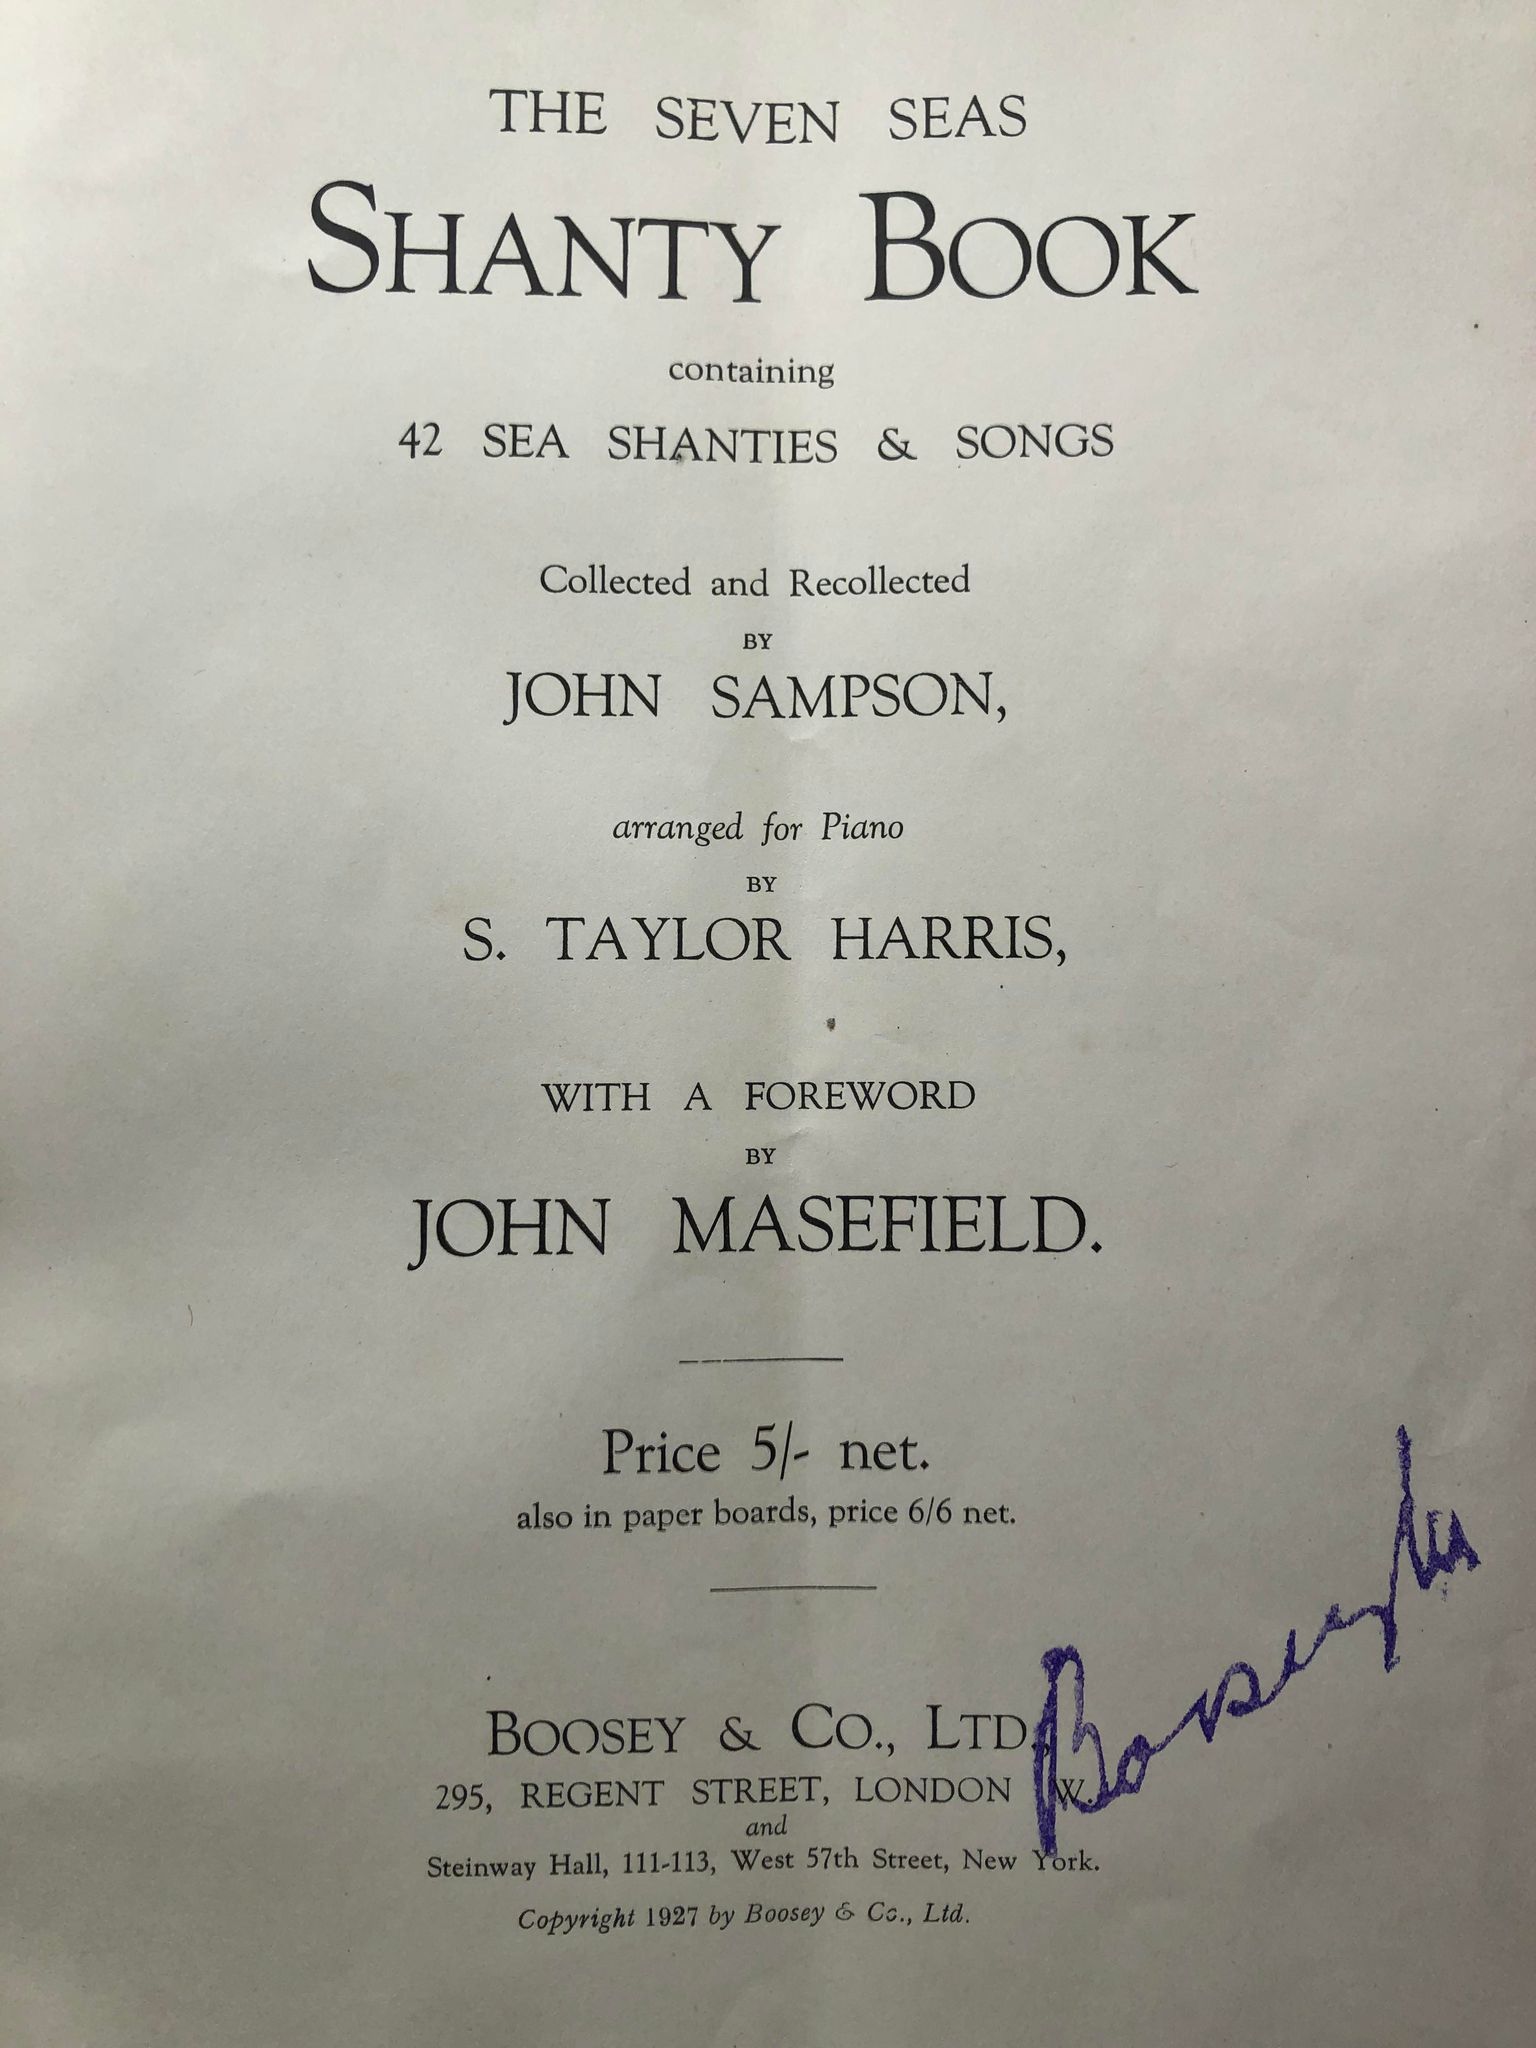 THE SEVEN SEAS
SHANTY BOOK
containing
42 SEA SHANTIES & SONGS
Collected and Recollected
BY
JOHN SAMPSON,
arranged for Piano
BY
S. TAYLOR HARRIS,
WITH A FOREWORD
BY
JOHN MASEFIELD.
Price 5/- net.
also in paper boards, price 6/6 net.
BOOSEY & CO., LTD.,
295, REGENT STREET, LONDON W.
and
Steinway Hall, 111-113, West 57th Street, New York.
Copyright 1927 by Boosey & Co., Ltd.